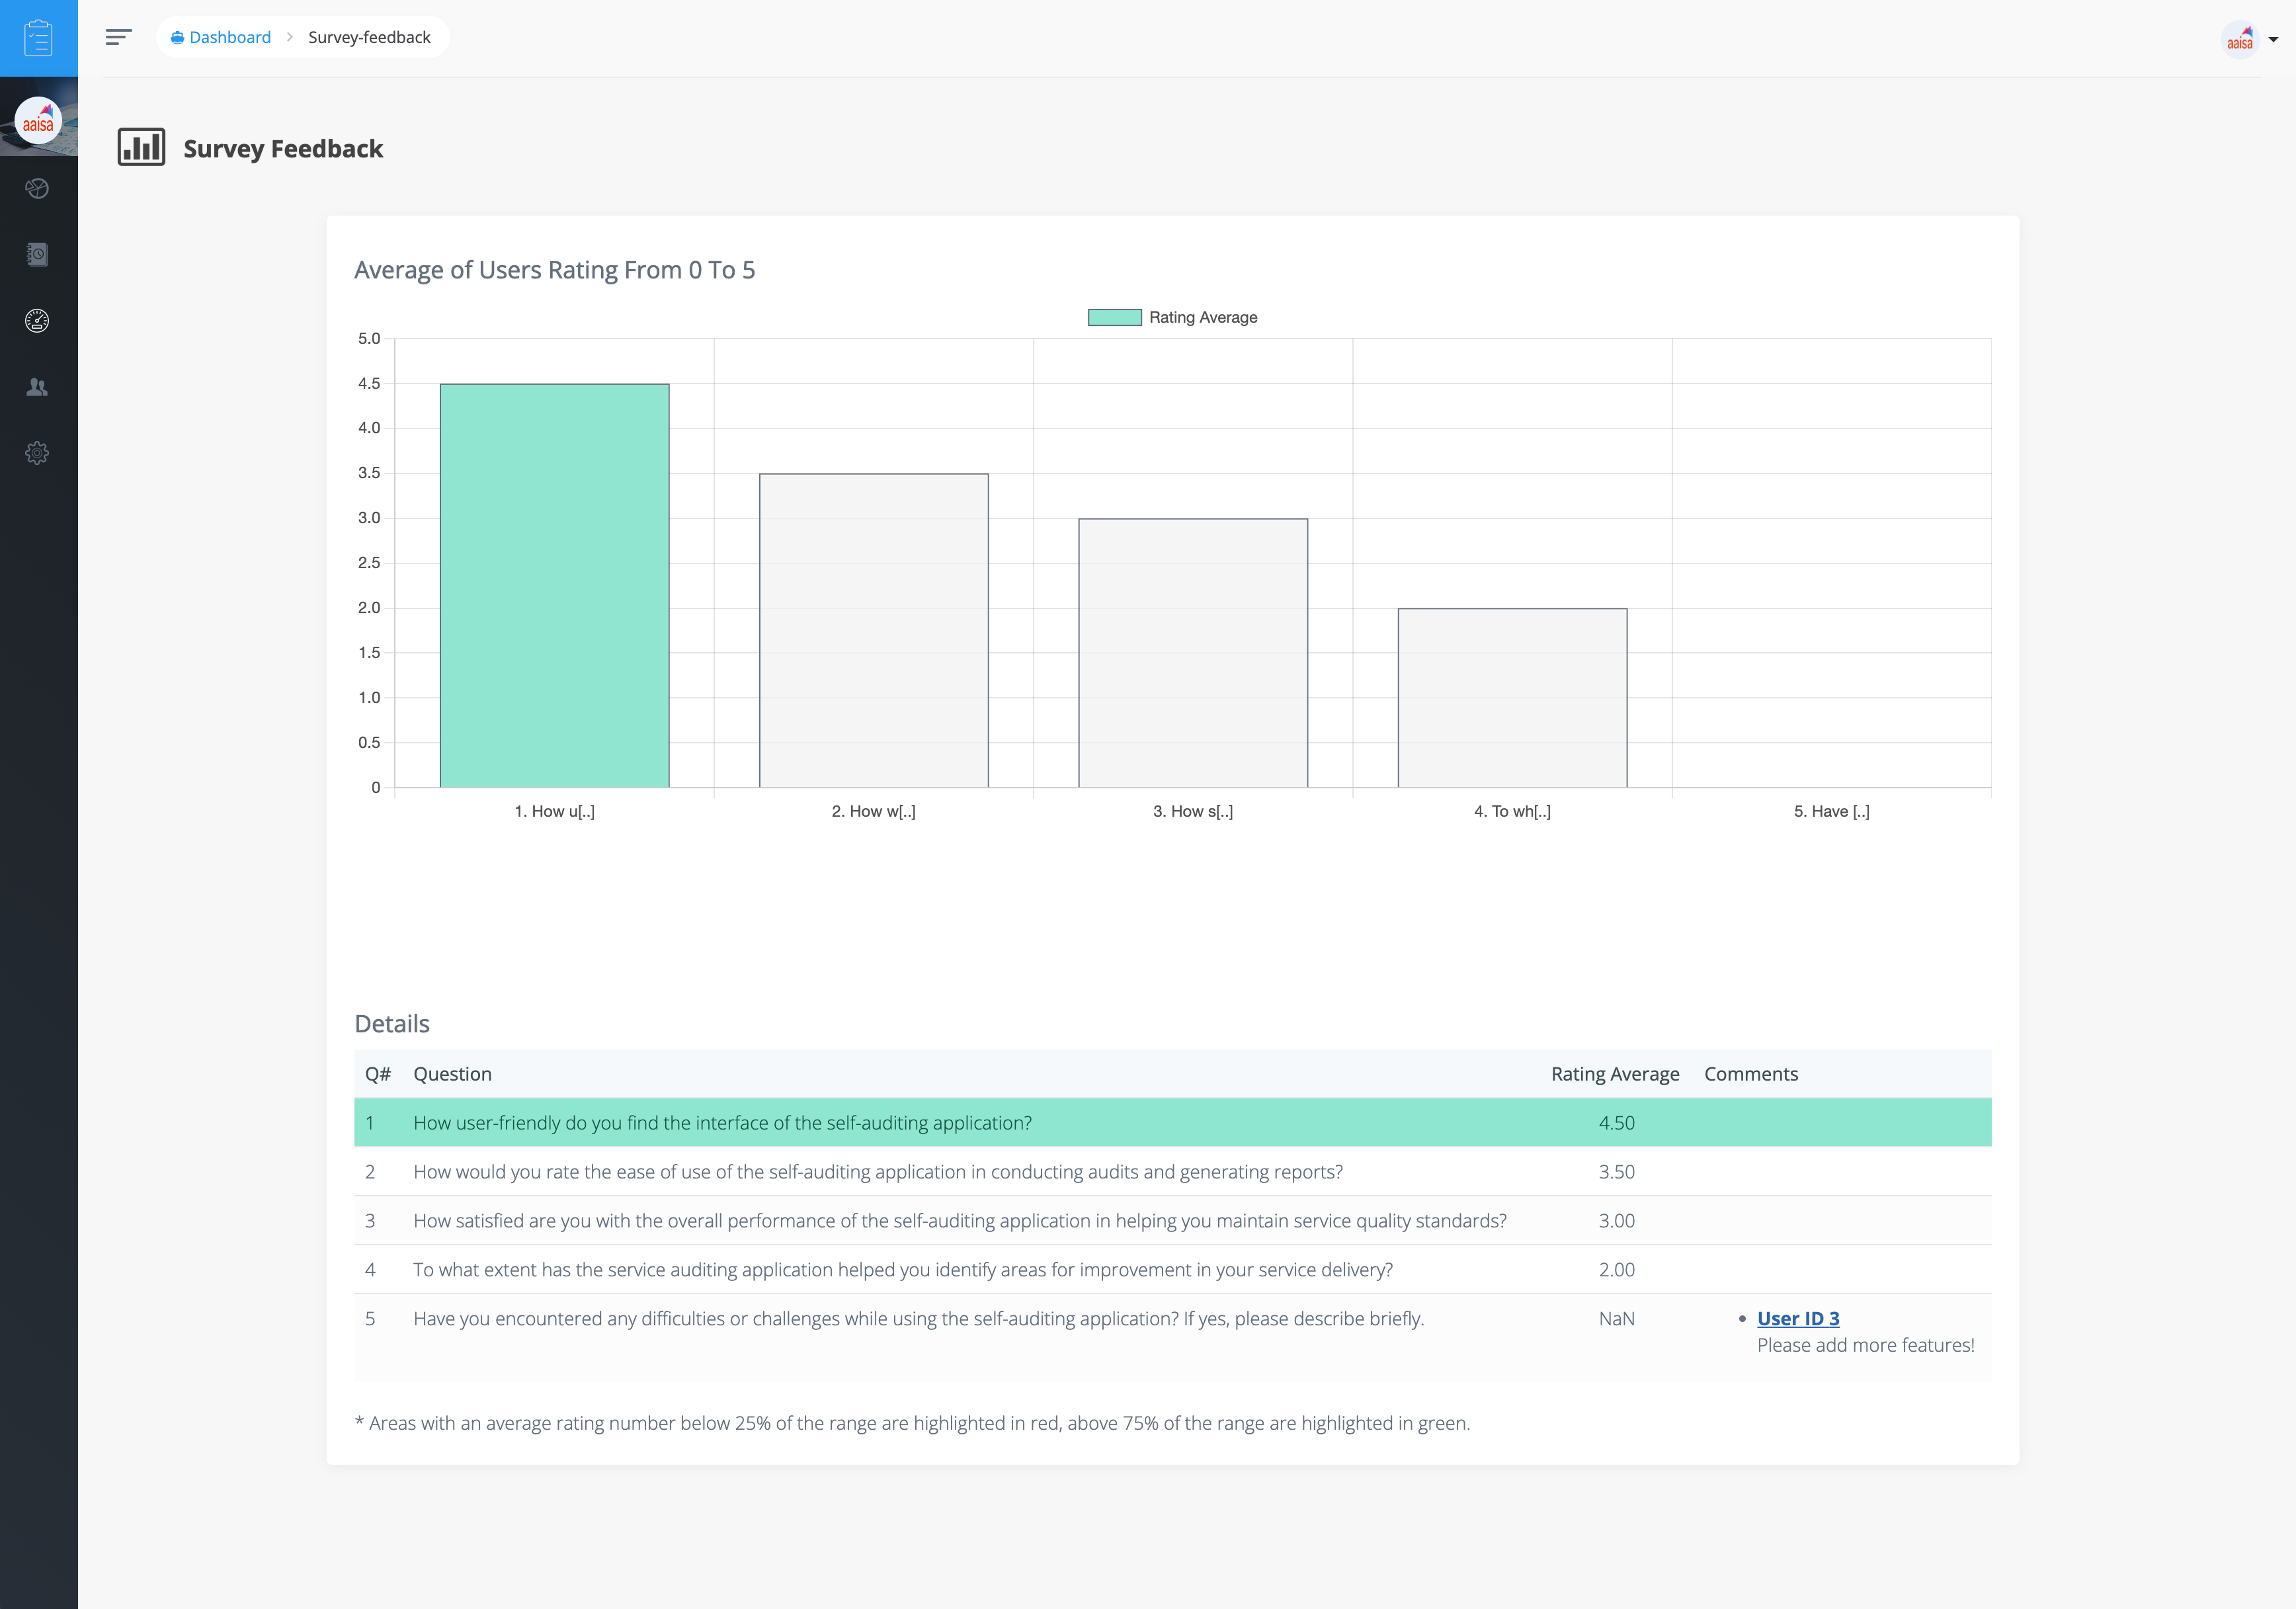 Dashboard > Survey-feedback
aaisa
aaisa
Survey Feedback
Average of Users Rating From 0 To 5
Rating Average
5.0
4.5
4.0
3.5
3.0
2.5
2.0
1.5
1.0
0.5
0
1. How u[..] 2. How w[..] 3. How s[..] 4. To wh[..] 5. Have [..]
Details
Q# Question Rating Average Comments
1 How user-friendly do you find the interface of the self-auditing application? 4.50
2 How would you rate the ease of use of the self-auditing application in conducting audits and generating reports? 3.50
3 How satisfied are you with the overall performance of the self-auditing application in helping you maintain service quality standards? 3.00
4 To what extent has the service auditing application helped you identify areas for improvement in your service delivery? 2.00
5 Have you encountered any difficulties or challenges while using the self-auditing application? If yes, please describe briefly. NaN • User ID 3
Please add more features!
* Areas with an average rating number below 25% of the range are highlighted in red, above 75% of the range are highlighted in green.